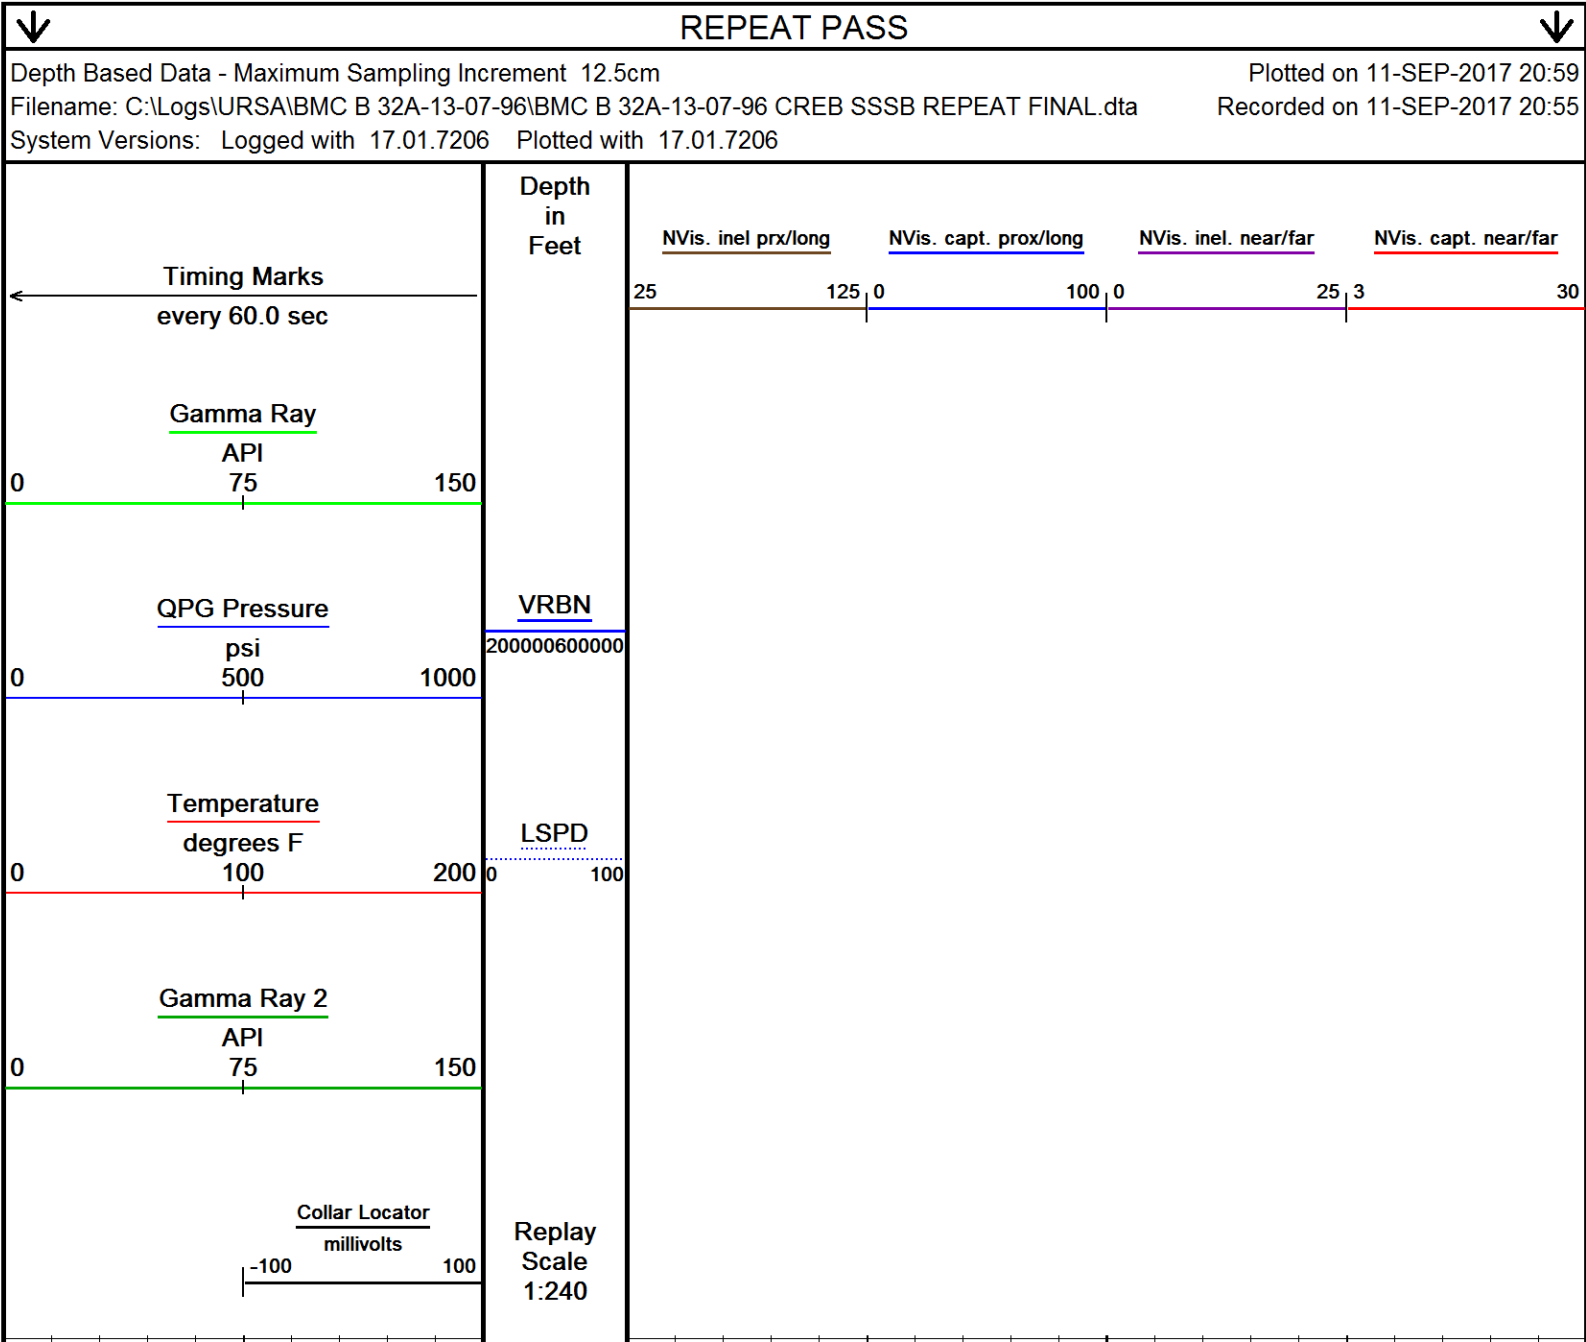 REPEAT PASS
Depth Based Data - Maximum Sampling Increment 12.5cm
Plotted on 11-SEP-2017 20:59
Filename: C:\Logs\URSA\BMC B 32A-13-07-96\BMC B 32A-13-07-96 CREB SSSB REPEAT FINAL.dta
Recorded on 11-SEP-2017 20:55
System Versions: Logged with 17.01.7206 Plotted with 17.01.7206
Timing Marks
every 60.0 sec
Gamma Ray
API
0 75 150
QPG Pressure
psi
0 500 1000
Temperature
degrees F
0 100 200
Gamma Ray 2
API
0 75 150
Collar Locator
millivolts
-100 100
Depth
in
Feet
VRBN
200000600000
LSPD
0 100
Replay
Scale
1:240
NVis. inel prx/long NVis. capt. prox/long NVis. inel. near/far NVis. capt. near/far
25 125 0 100 0 25 3 30